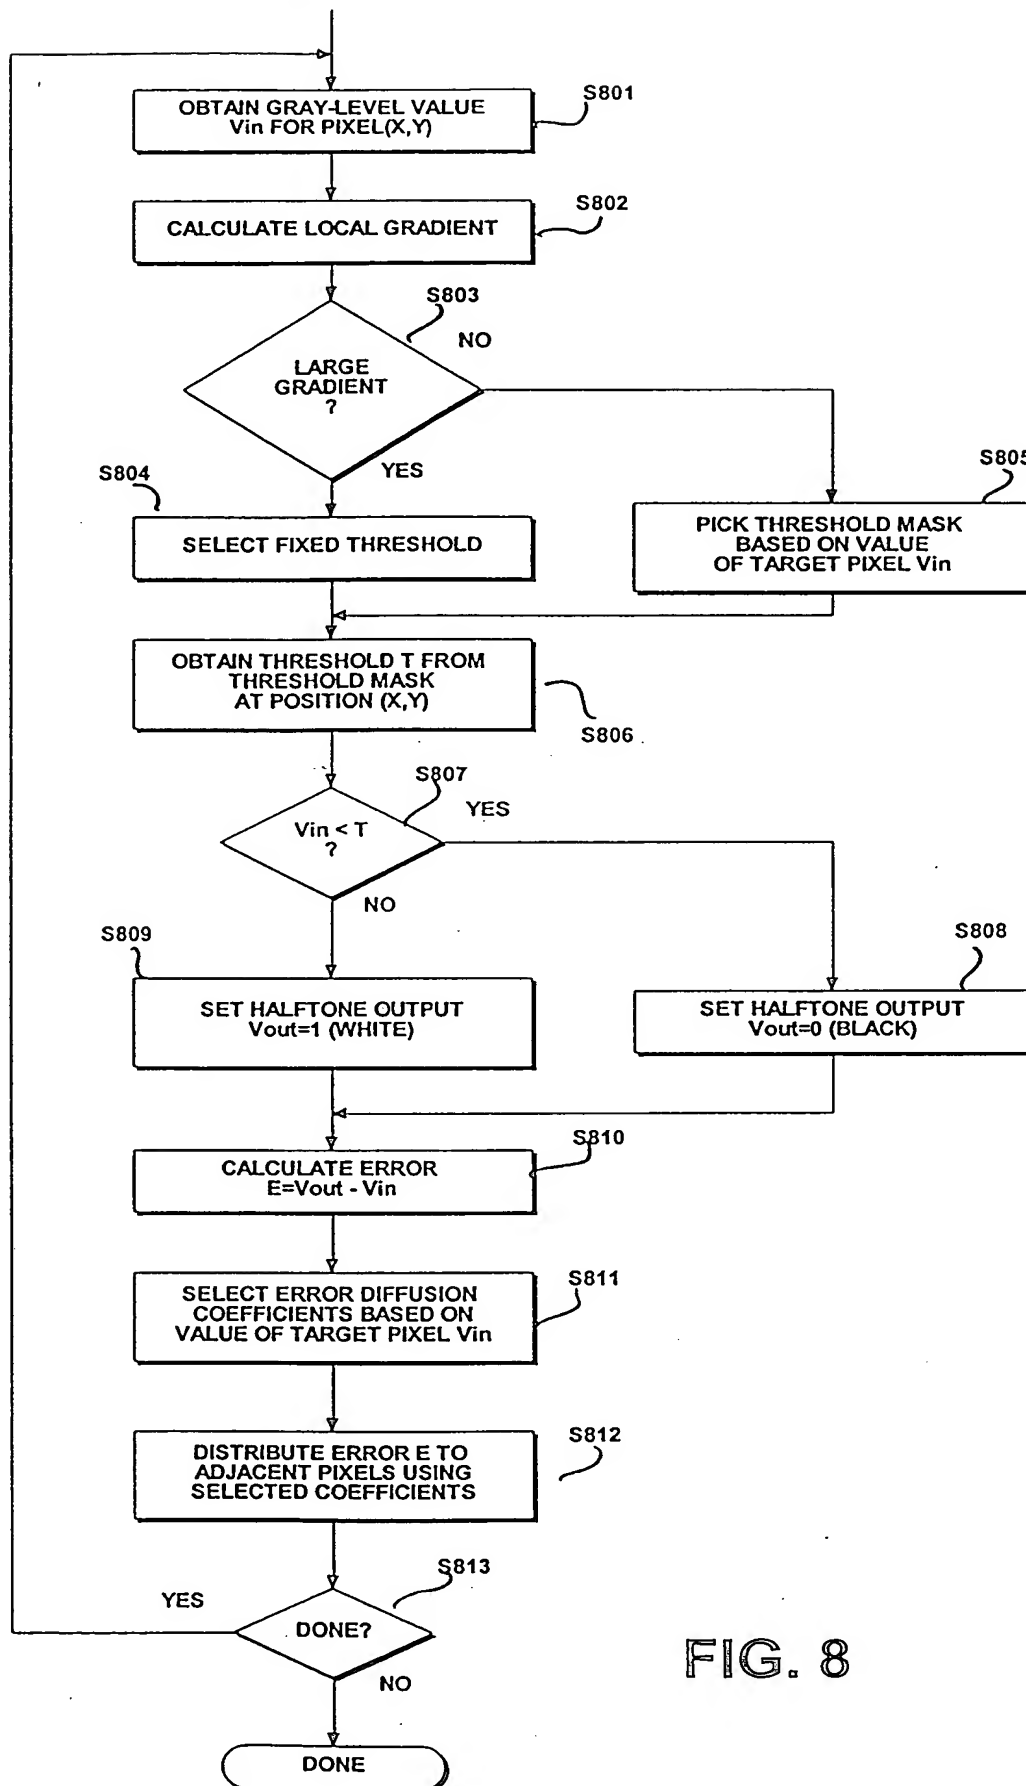 S801
OBTAIN GRAY-LEVEL VALUE
Vin FOR PIXEL(X,Y)
S802
CALCULATE LOCAL GRADIENT
S803
NO
LARGE
GRADIENT
?
YES
S804
SELECT FIXED THRESHOLD
S805
PICK THRESHOLD MASK
BASED ON VALUE
OF TARGET PIXEL Vin
OBTAIN THRESHOLD T FROM
THRESHOLD MASK
AT POSITION (X,Y)
S806
S807
YES
Vin < T
?
NO
S809
SET HALFTONE OUTPUT
Vout=1 (WHITE)
S808
SET HALFTONE OUTPUT
Vout=0 (BLACK)
S810
CALCULATE ERROR
E=Vout - Vin
S811
SELECT ERROR DIFFUSION
COEFFICIENTS BASED ON
VALUE OF TARGET PIXEL Vin
S812
DISTRIBUTE ERROR E TO
ADJACENT PIXELS USING
SELECTED COEFFICIENTS
S813
YES
DONE?
NO
DONE
FIG. 8